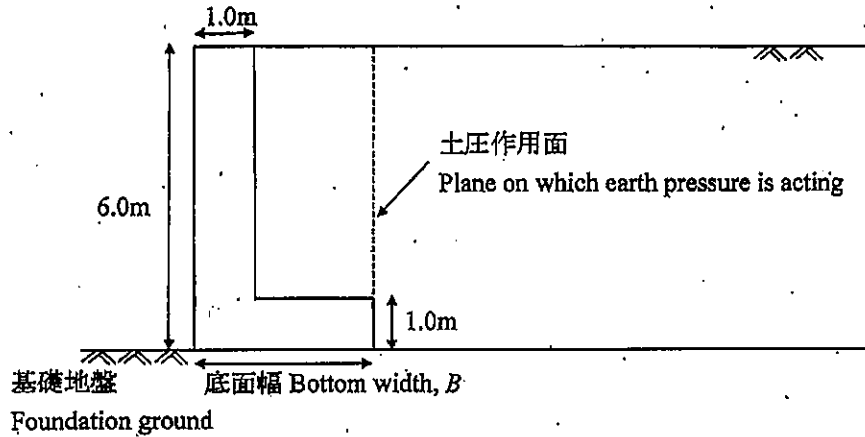 1.0m
土圧作用面
Plane on which earth pressure is acting
6.0m
1.0m
基礎地盤
Foundation ground
底面幅 Bottom width, B